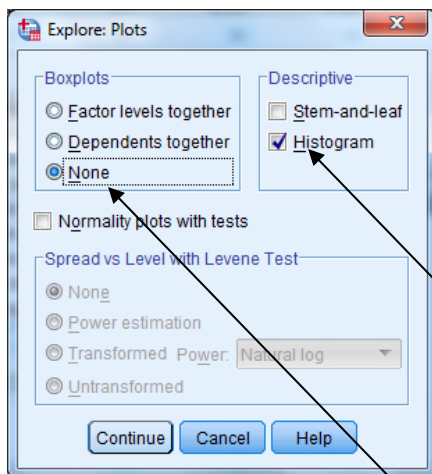 Explore: Plots
Boxplots
Factor levels together
Dependents together
None
Descriptive
Stem-and-leaf
Histogram
Normality plots with tests
Spread vs Level with Levene Test
None
Power estimation
Transformed Power: Natural log
Untransformed
Continue Cancel Help